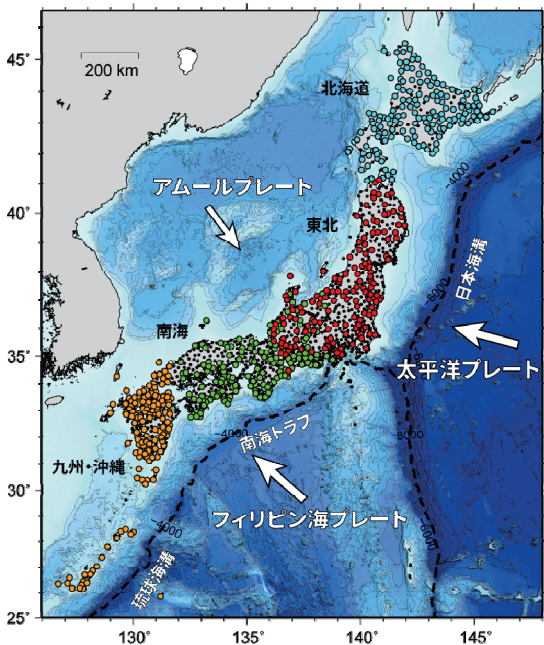 45°
200 km
北海道
-4000
アムールプレート
40°
東北
日本海溝
-6000
南海
35°
太平洋プレート
-4000
南海トラフ
8000
九州・沖縄
30°
フィリピン海プレート
-4000
-6000
琉球海溝
25°
130°
135°
140°
145°